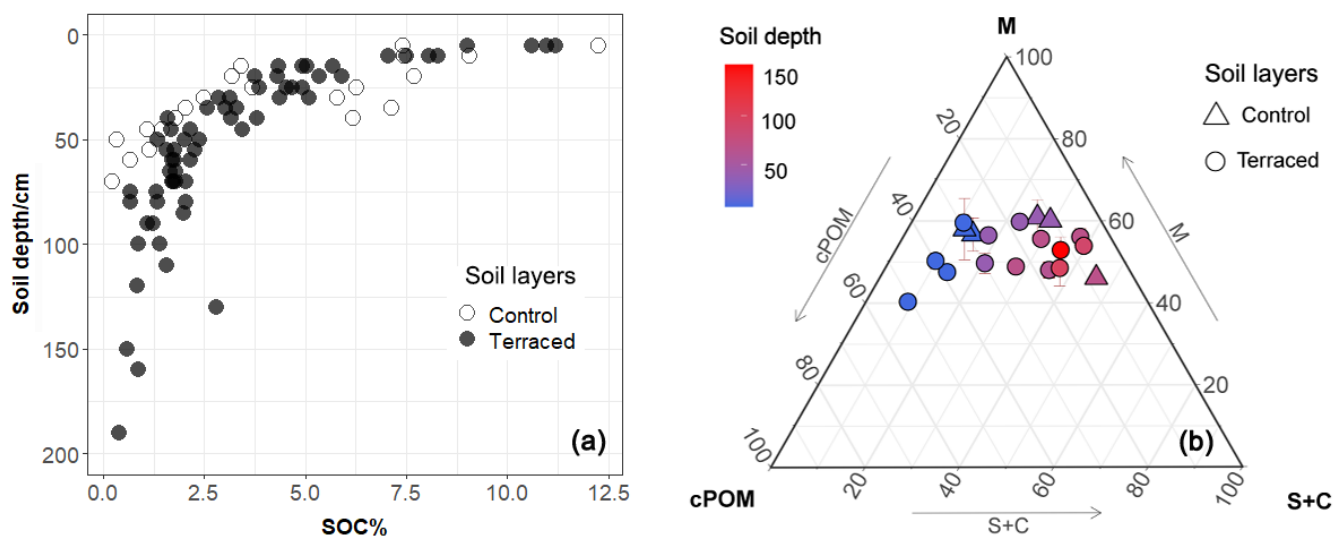 0
50
100
150
200
Soil depth/cm
0.0
2.5
5.0
7.5
10.0
12.5
SOC%
Soil layers
Control
Terraced
(a)
Soil depth
150
100
50
M
100
80
60
40
20
M
20
40
60
80
100
cPOM
cPOM
20
40
60
80
100
S+C
S+C
Soil layers
Control
Terraced
(b)